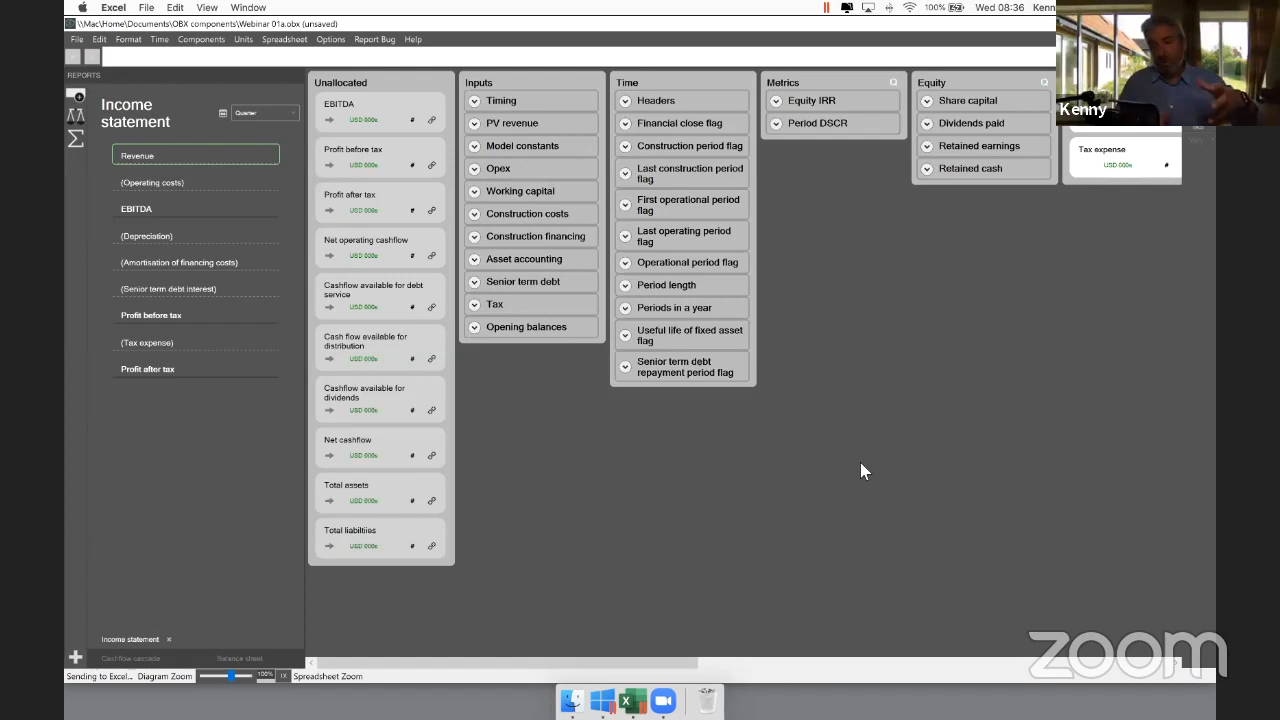 Excel File Edit View Window
100% Wed 08:36 Kenn
\\Mac\Home\Documents\OBX components\Webinar 01a.obx (unsaved)
File Edit Format Time Components Units Spreadsheet Options Report Bug Help
REPORTS
Income
statement
Quarter
Revenue
(Operating costs)
EBITDA
(Depreciation)
(Amortisation of financing costs)
(Senior term debt interest)
Profit before tax
(Tax expense)
Profit after tax
Income statement ×
Cashflow cascade Balance sheet
Sending to Excel... Diagram Zoom 100% 1X Spreadsheet Zoom
Unallocated
EBITDA
USD 000s #
Profit before tax
USD 000s #
Profit after tax
USD 000s #
Net operating cashflow
USD 000s #
Cashflow available for debt
service
USD 000s #
Cash flow available for
distribution
USD 000s #
Cashflow available for
dividends
USD 000s #
Net cashflow
USD 000s #
Total assets
USD 000s #
Total liabiltiies
USD 000s #
Inputs
Timing
PV revenue
Model constants
Opex
Working capital
Construction costs
Construction financing
Asset accounting
Senior term debt
Tax
Opening balances
Time
Headers
Financial close flag
Construction period flag
Last construction period
flag
First operational period
flag
Last operating period
flag
Operational period flag
Period length
Periods in a year
Useful life of fixed asset
flag
Senior term debt
repayment period flag
Metrics
Equity IRR
Period DSCR
Equity
Share capital
Dividends paid
Retained earnings
Retained cash
Kenny
Tax expense
USD 000s #
zoom